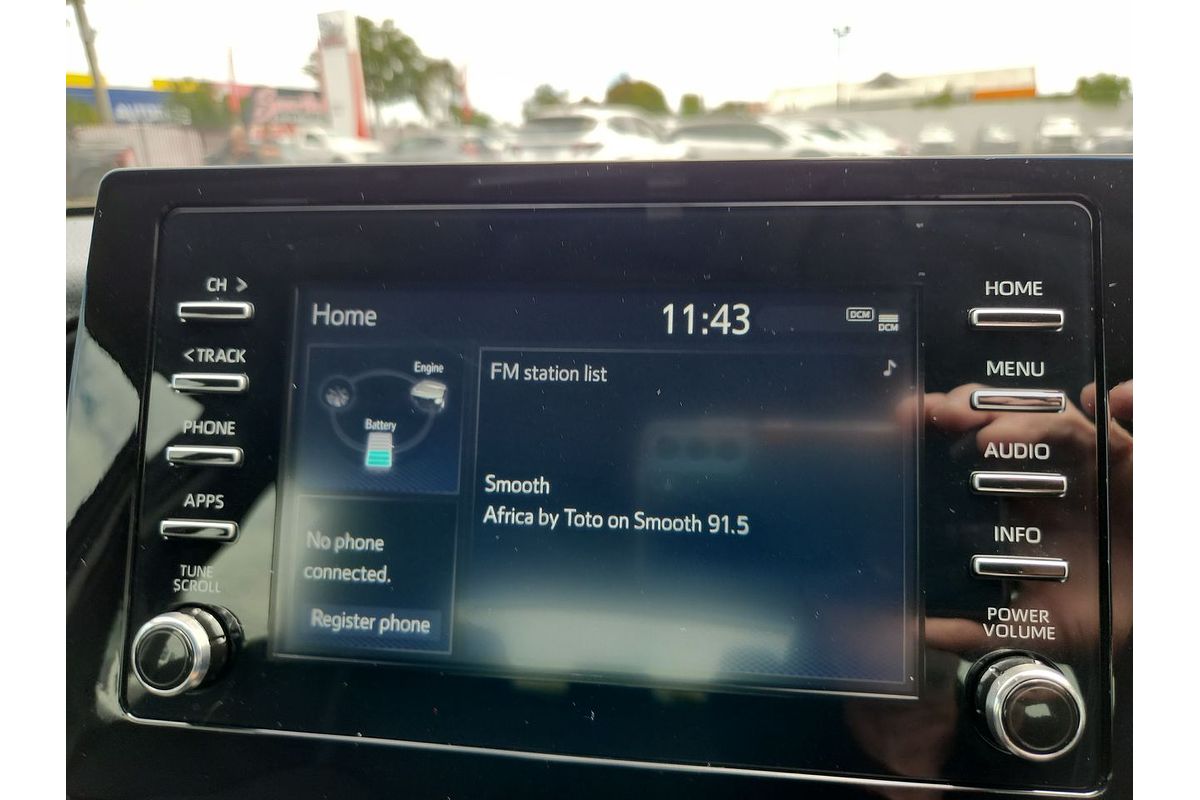 CH >
< TRACK
PHONE
APPS
TUNE
SCROLL
Home
11:43
DCM
DCM
Engine
Battery
FM station list
Smooth
Africa by Toto on Smooth 91.5
No phone
connected.
Register phone
HOME
MENU
AUDIO
INFO
POWER
VOLUME